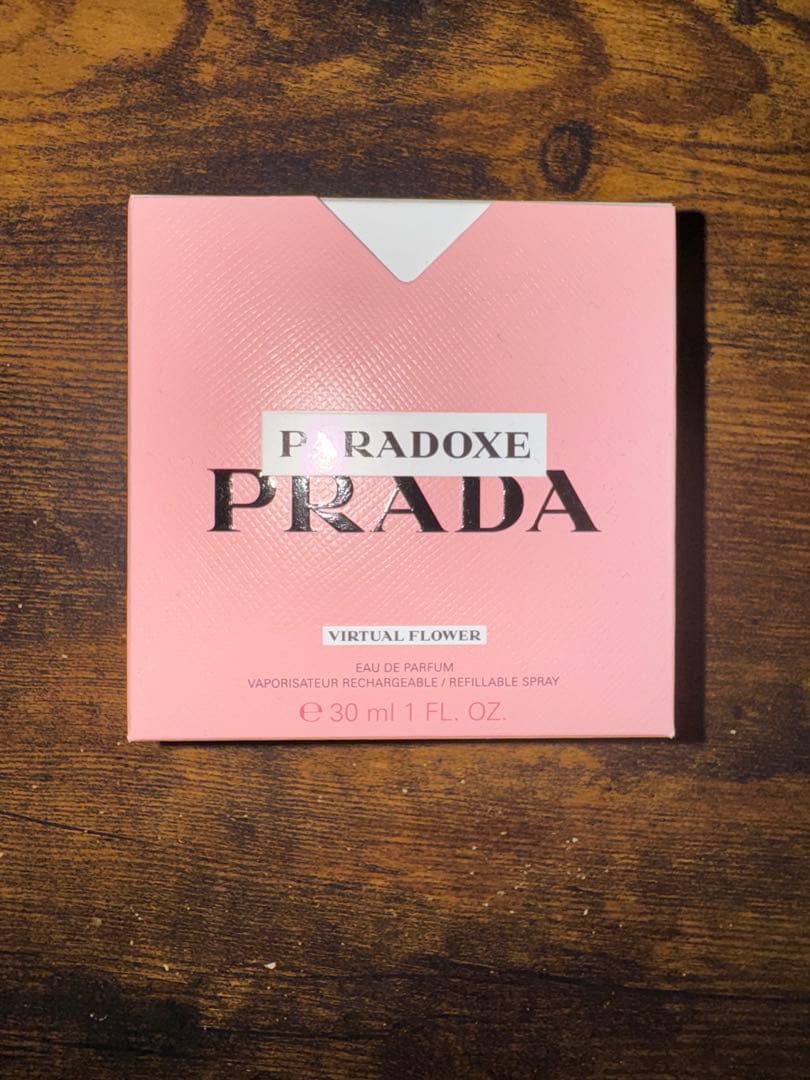 PARADOXE
PRADA
VIRTUAL FLOWER
EAU DE PARFUM
VAPORISATEUR RECHARGEABLE / REFILLABLE SPRAY
℮ 30 ml 1 FL. OZ.